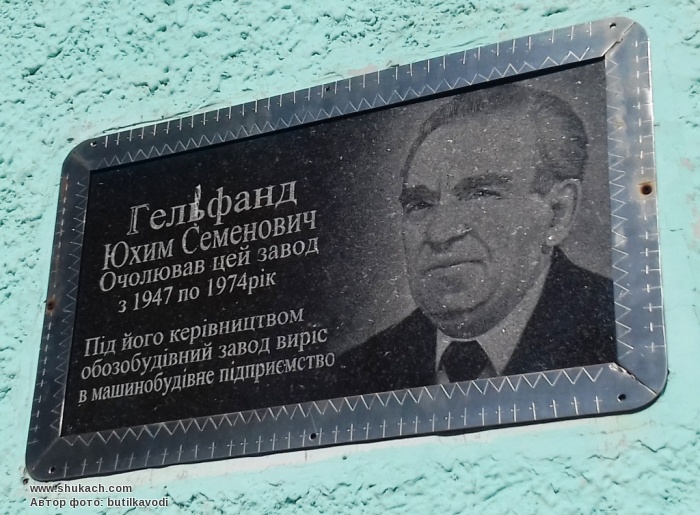 Гельфанд
Юхим Семенович
Очолював цей завод
з 1947 по 1974рік
Під його керівництвом
обозобудівний завод виріс
в машинобудівне підприємство
www.shukach.com
Автор фото: butilkavodi